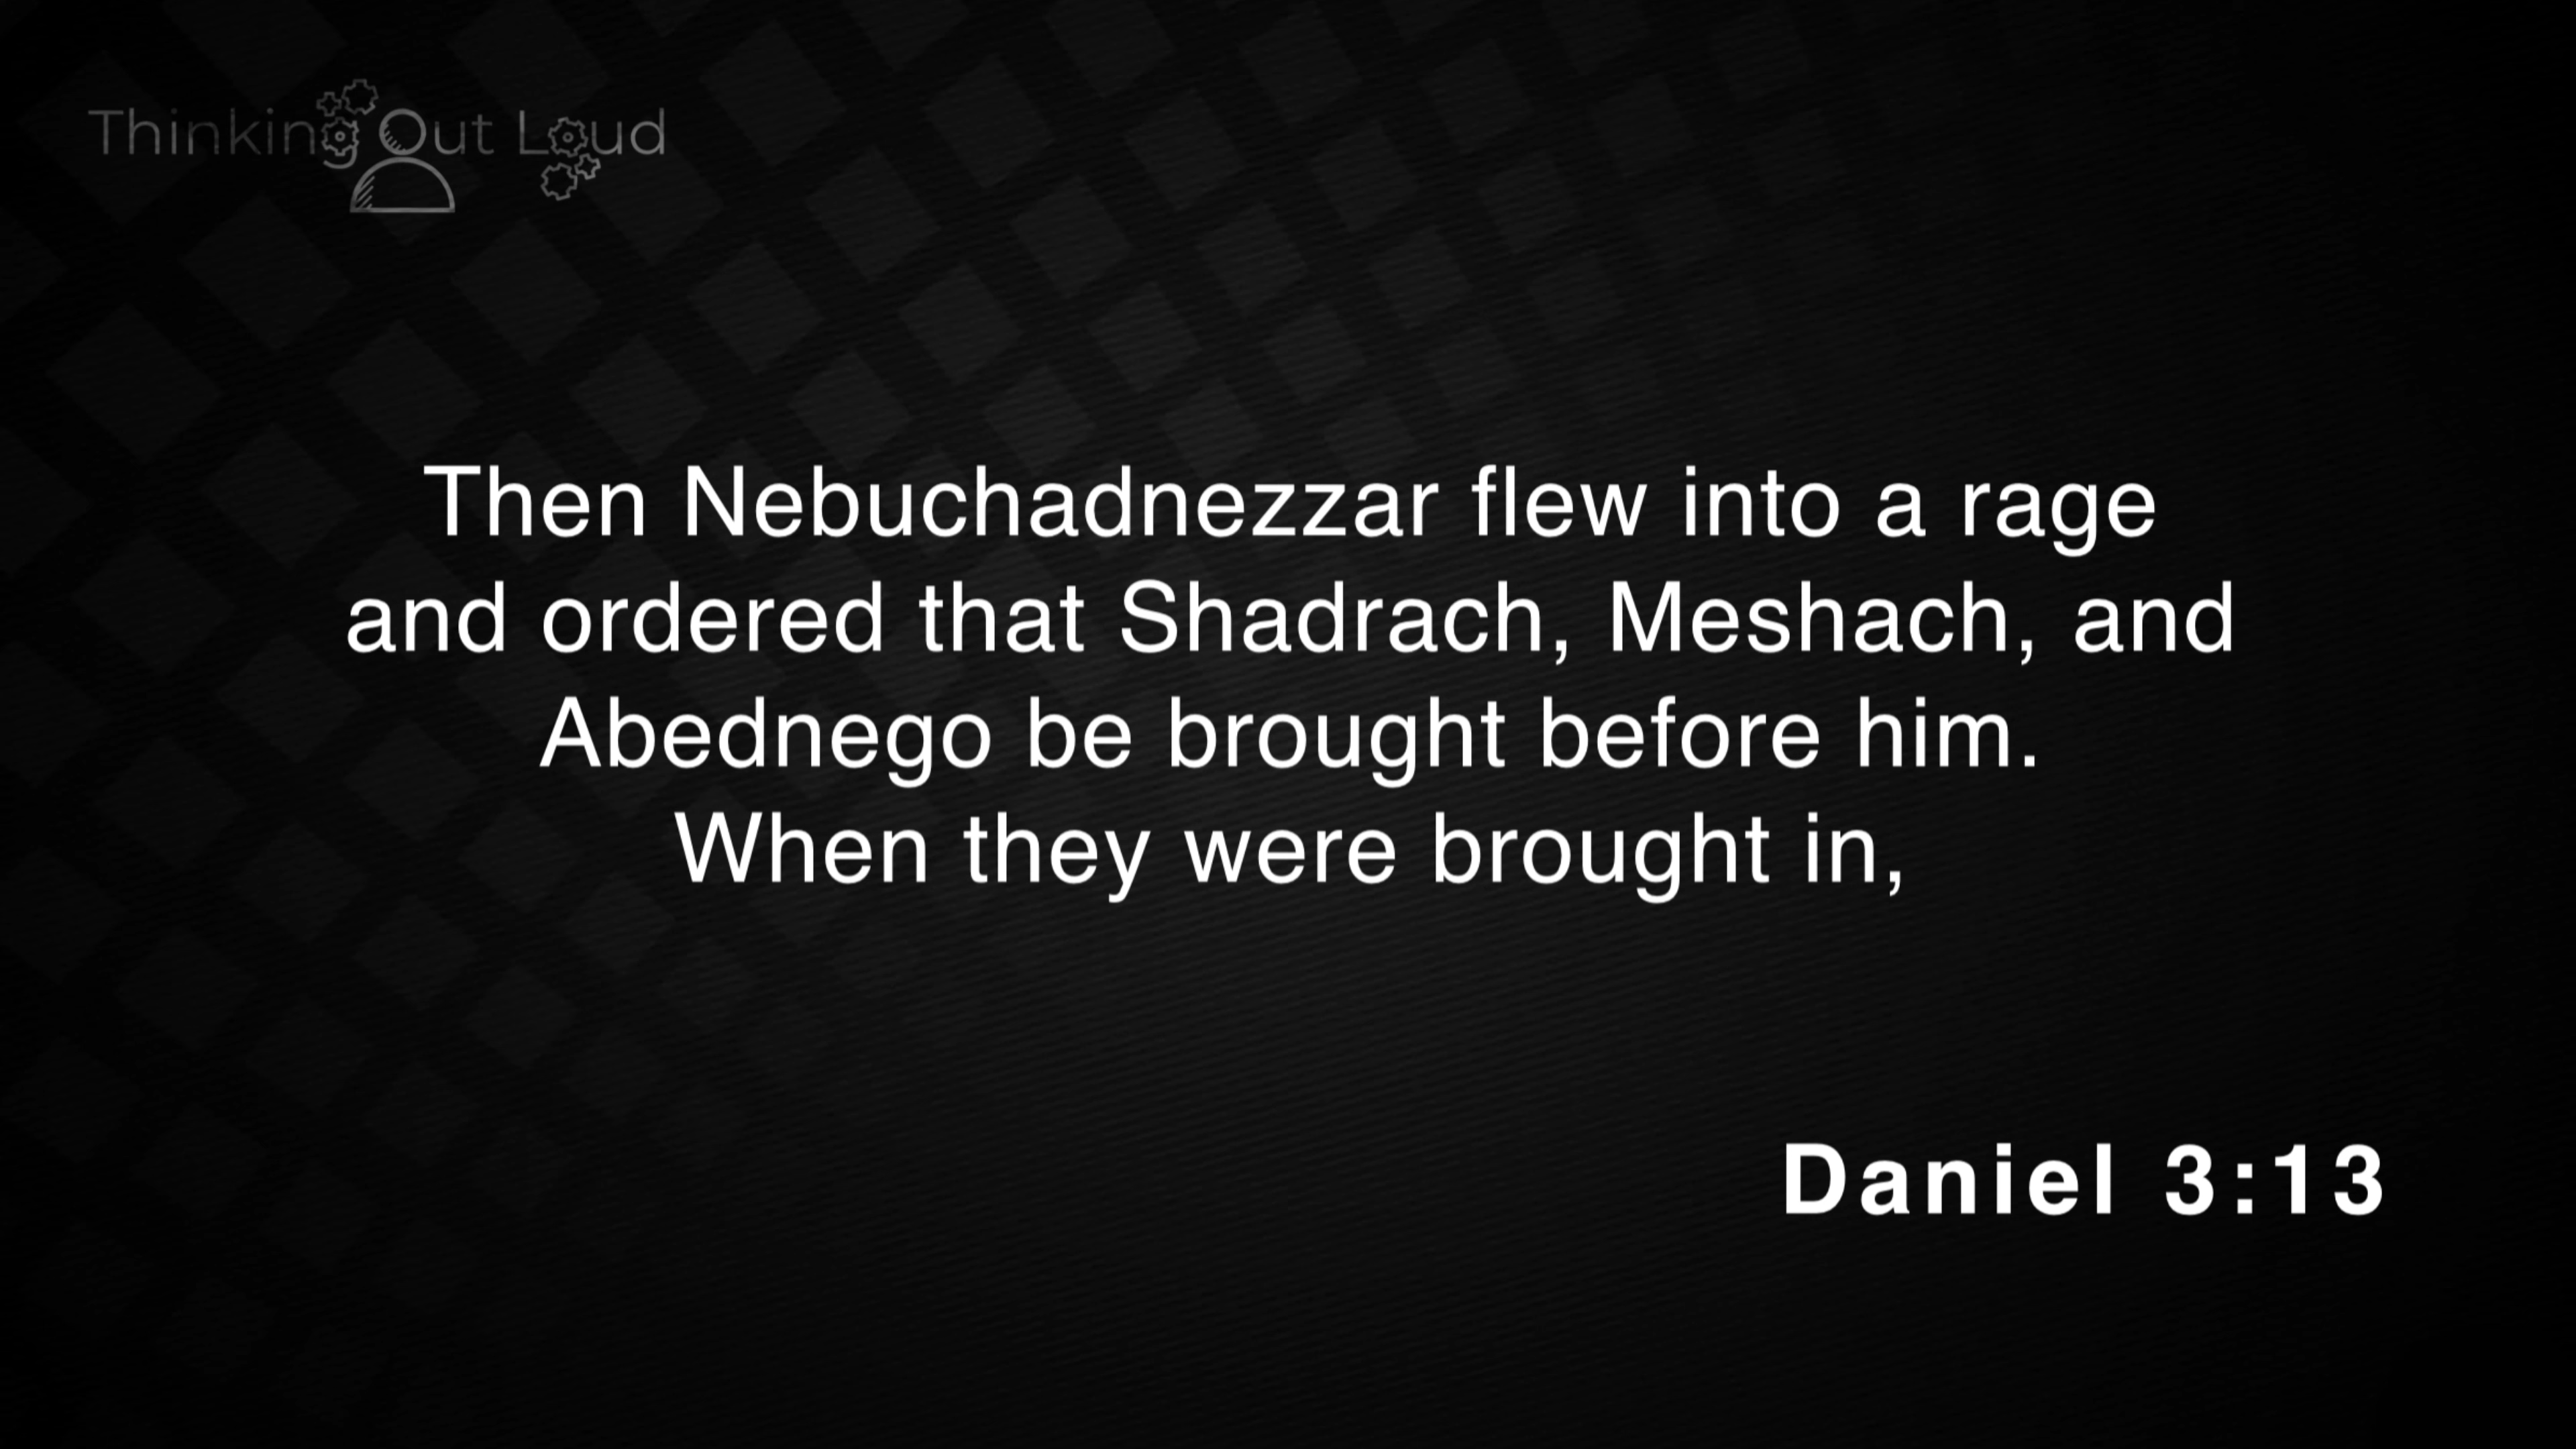 Thinking Out Loud
Then Nebuchadnezzar flew into a rage
and ordered that Shadrach, Meshach, and
Abednego be brought before him.
When they were brought in,
Daniel 3:13